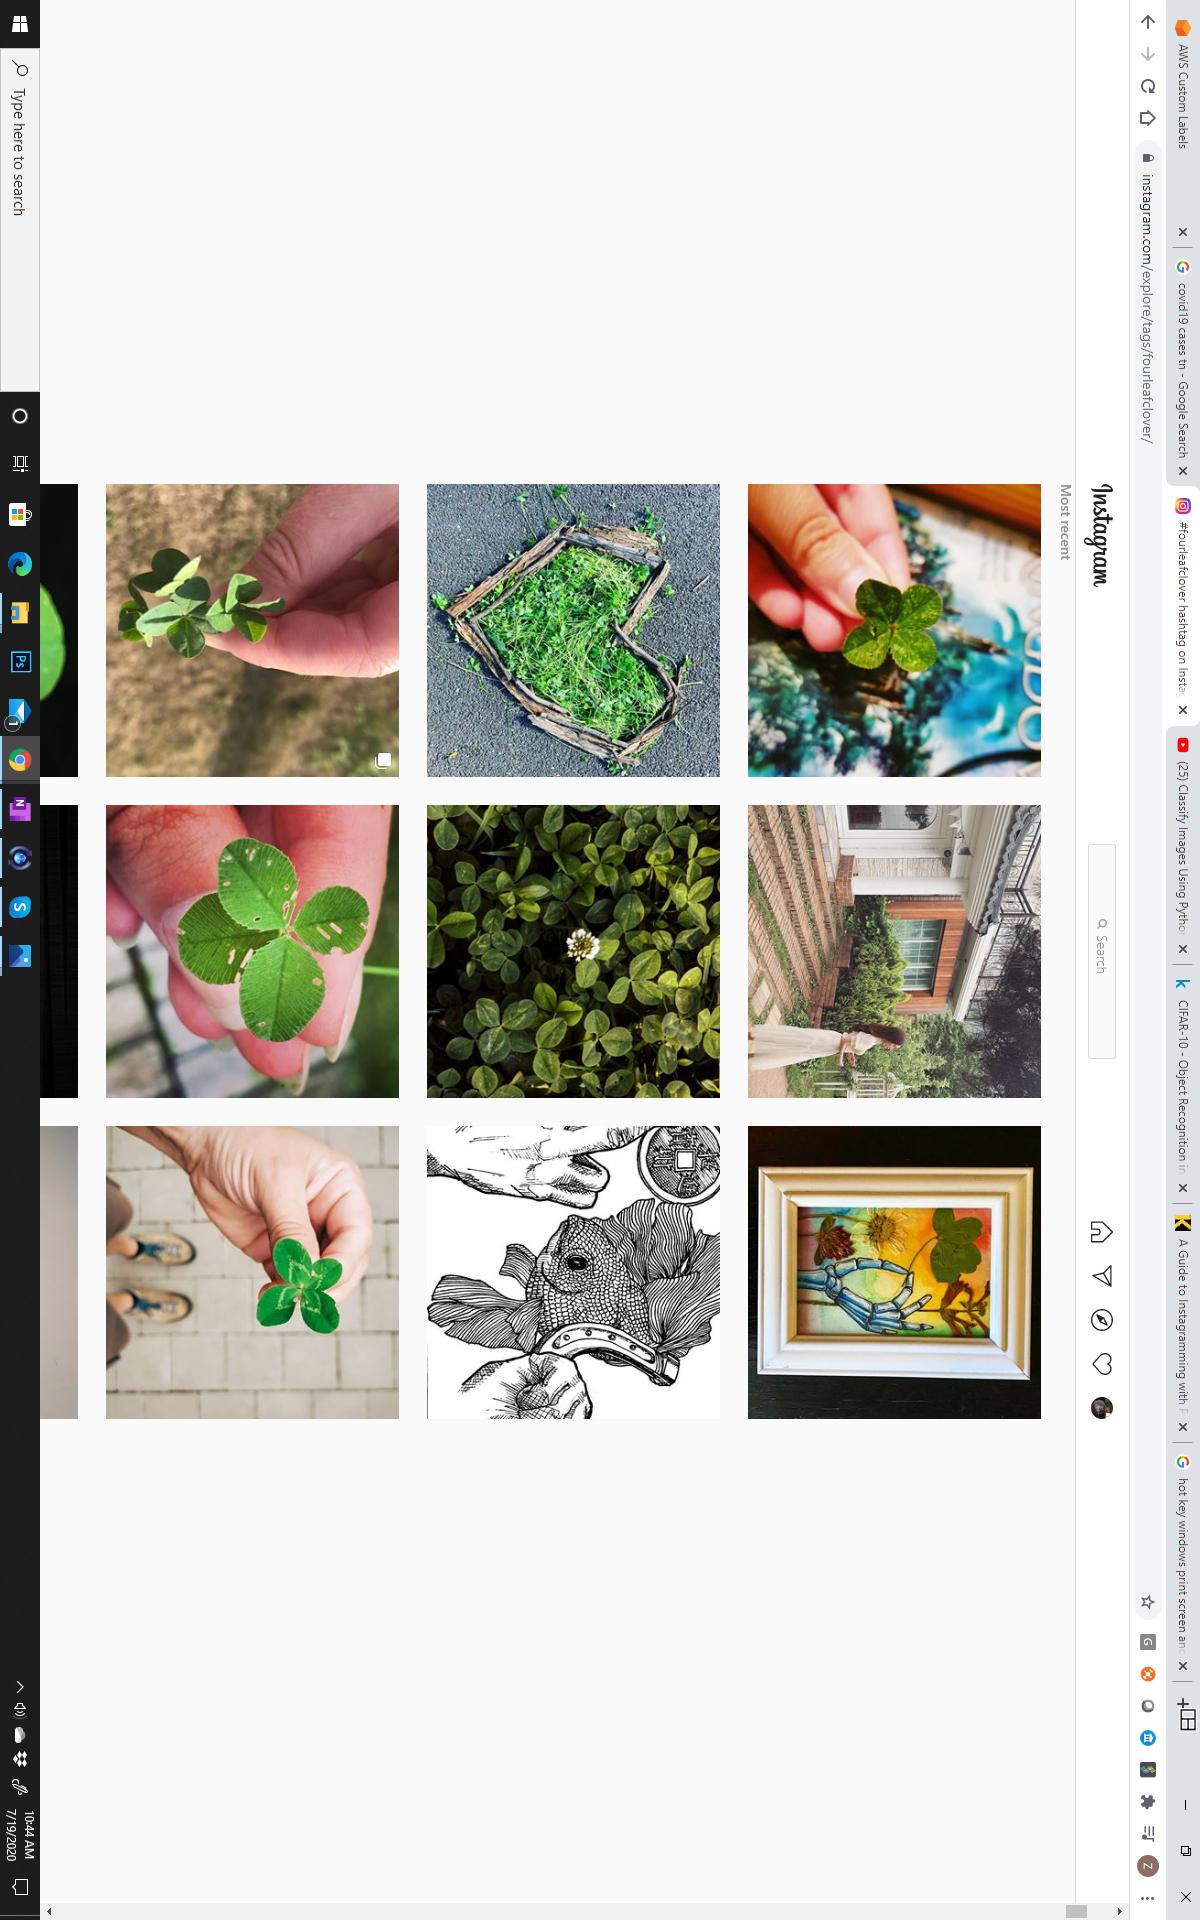 AWS Custom Labels
covid19 cases tn - Google Search
#fourleafclover hashtag on Insta
(25) Classify Images Using Pytho
CIFAR-10 - Object Recognition in
A Guide to Instagramming with P
hot key windows print screen an
instagram.com/explore/tags/fourleafclover/
G
Z
Instagram
Search
Most recent
Type here to search
Ps
1
N
S
10:44 AM
7/19/2020